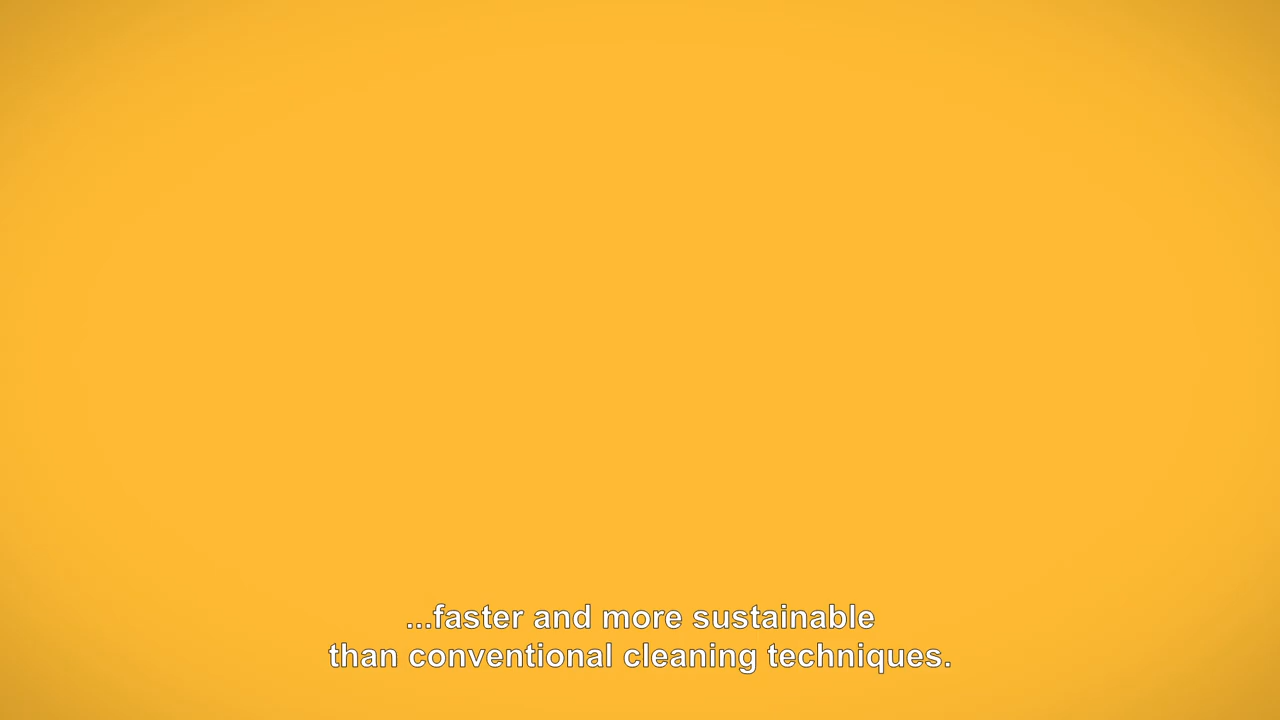 ...faster and more sustainable
than conventional cleaning techniques.